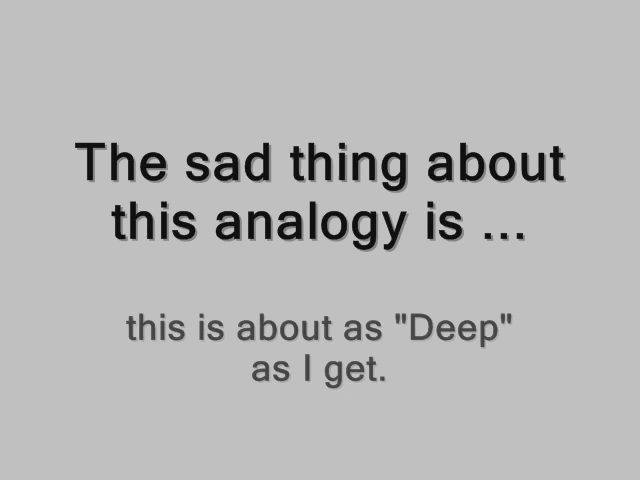 The sad thing about
this analogy is ...
this is about as "Deep"
as I get.